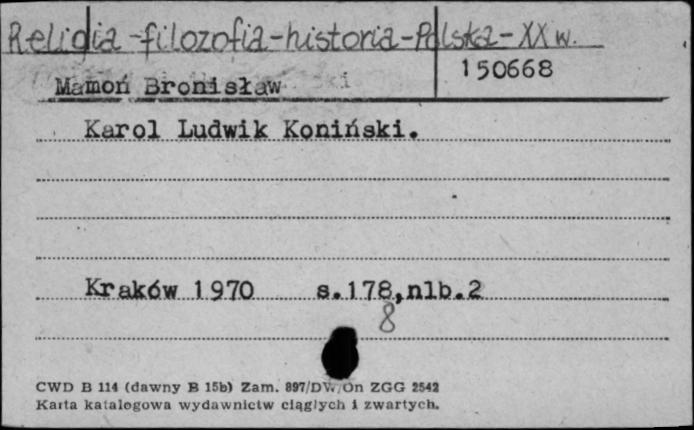 Religia-filozofia-historia-Polska-XX w.
150668
Mamoń Bronisław
Karol Ludwik Koniński.
Kraków 1970 s.178,nlb.2
8
CWD B 114 (dawny B 15b) Zam. 897/DW/On ZGG 2542
Karta katalogowa wydawnictw ciągłych i zwartych.